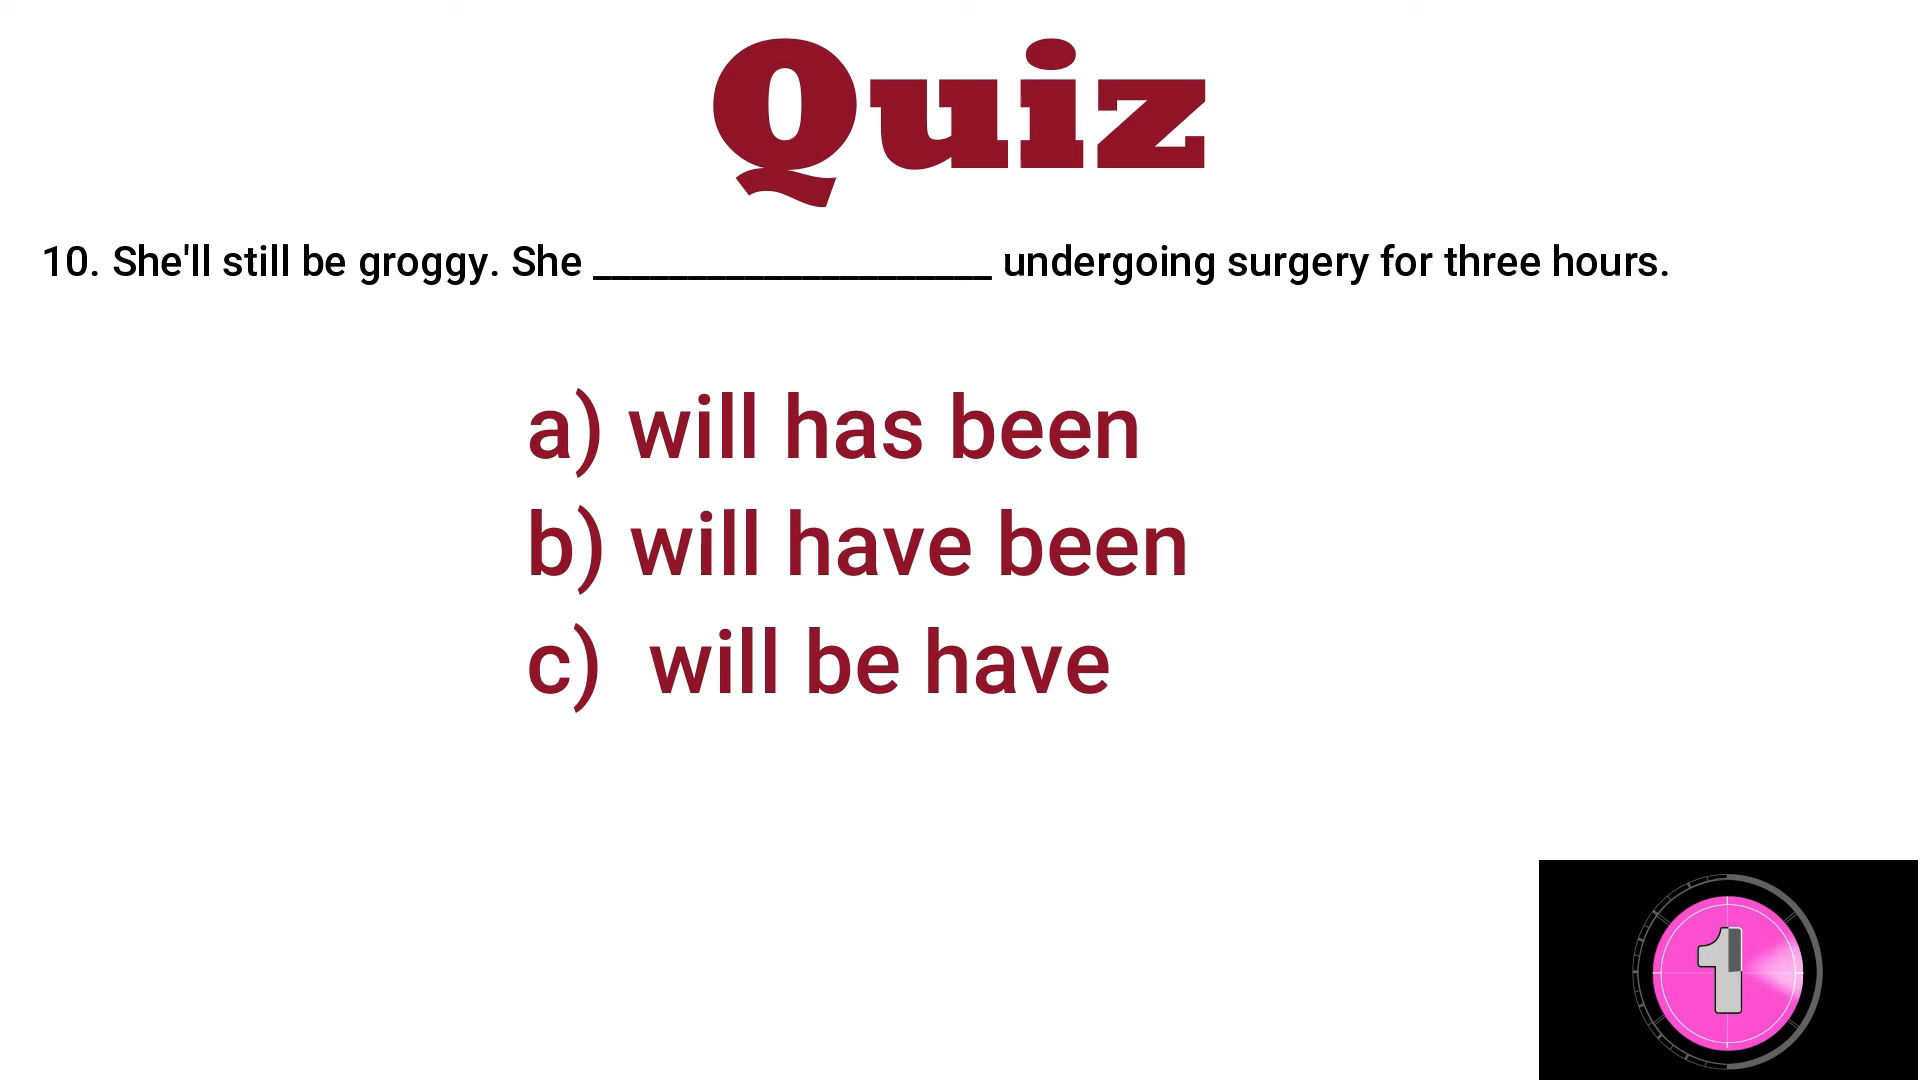 Quiz
10. She'll still be groggy. She _____________________ undergoing surgery for three hours.
a) will has been
b) will have been
c) will be have
1